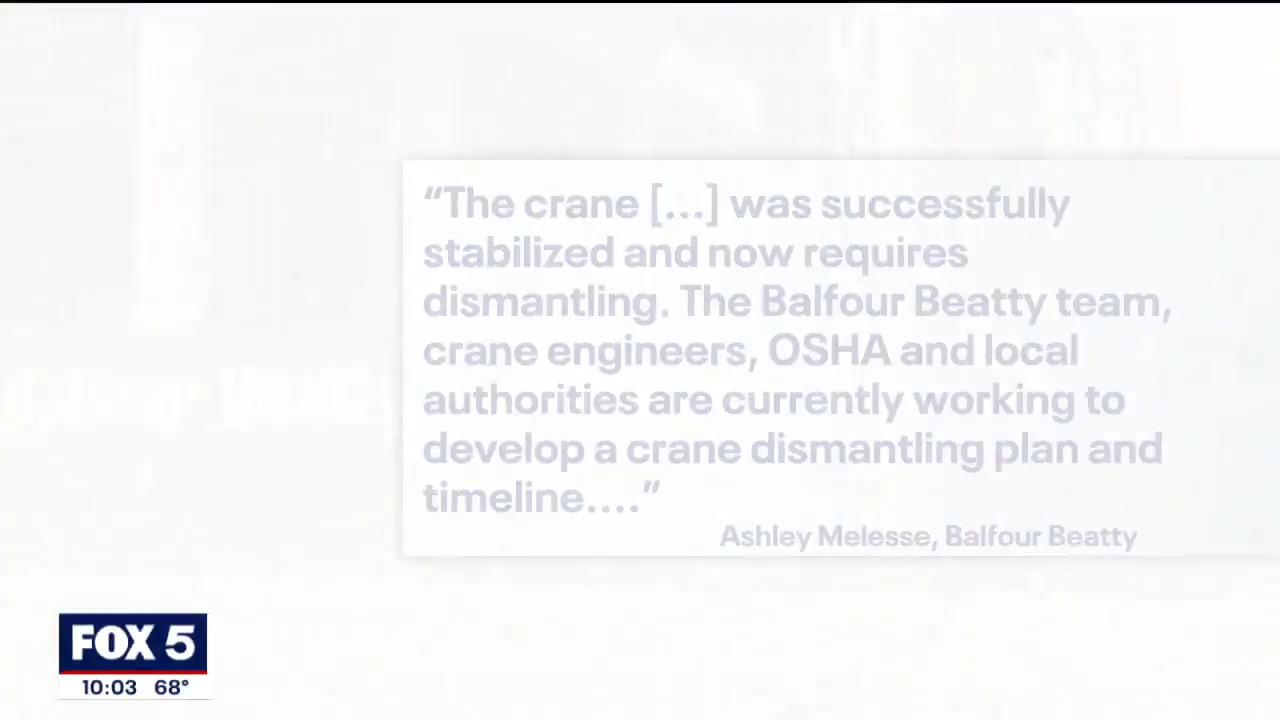 “The crane [...] was successfully
stabilized and now requires
dismantling. The Balfour Beatty team,
crane engineers, OSHA and local
authorities are currently working to
develop a crane dismantling plan and
timeline....”
Ashley Melesse, Balfour Beatty
FOX 5
10:03 68°